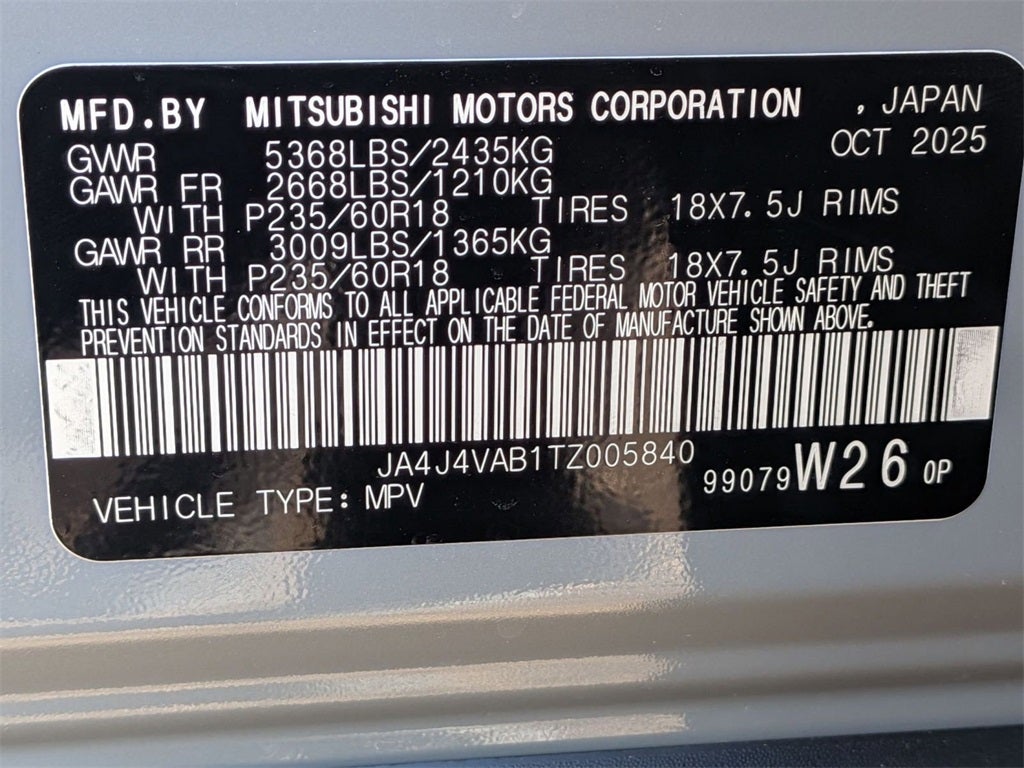 MFD.BY MITSUBISHI MOTORS CORPORATION , JAPAN
OCT 2025
GVWR 5368LBS/2435KG
GAWR FR 2668LBS/1210KG
WITH P235/60R18 TIRES 18X7.5J RIMS
GAWR RR 3009LBS/1365KG
WITH P235/60R18 TIRES 18X7.5J RIMS
THIS VEHICLE CONFORMS TO ALL APPLICABLE FEDERAL MOTOR VEHICLE SAFETY AND THEFT
PREVENTION STANDARDS IN EFFECT ON THE DATE OF MANUFACTURE SHOWN ABOVE.
JA4J4VAB1TZ005840
99079 W26 0P
VEHICLE TYPE: MPV